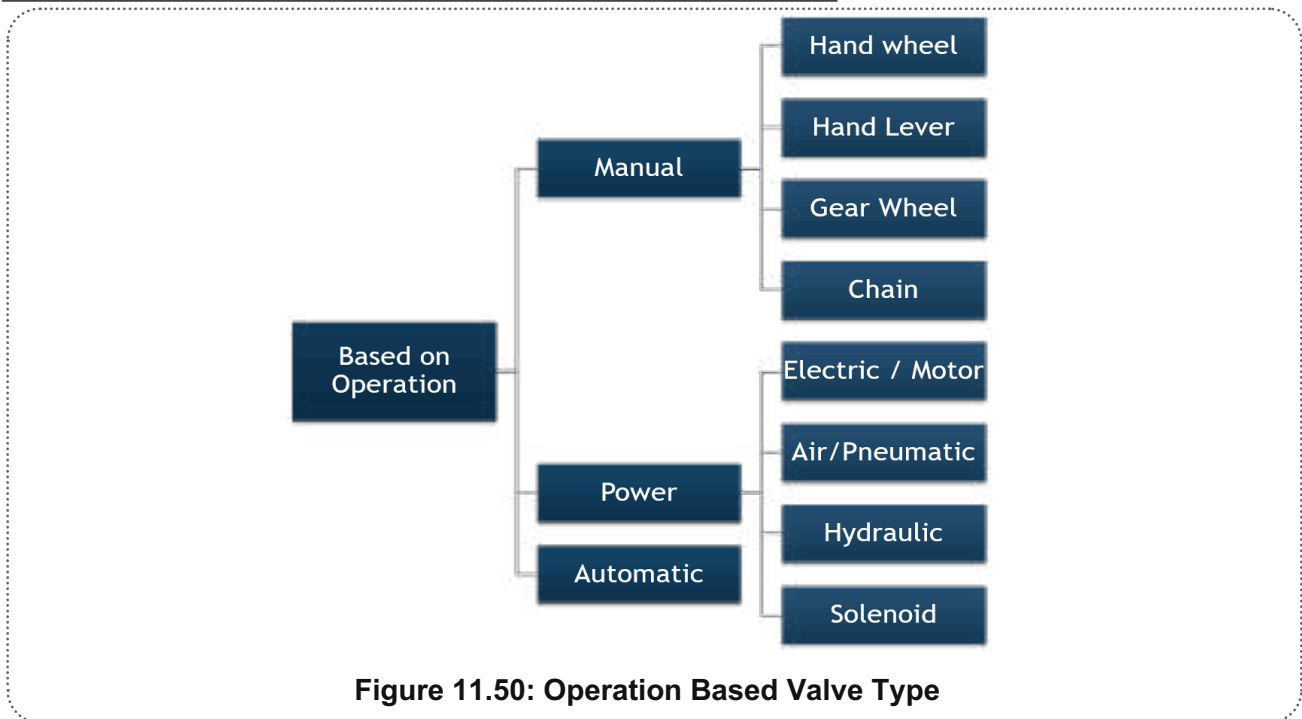 Hand wheel
Hand Lever
Manual
Gear Wheel
Chain
Based on
Operation
Electric / Motor
Air/Pneumatic
Power
Hydraulic
Automatic
Solenoid
Figure 11.50: Operation Based Valve Type